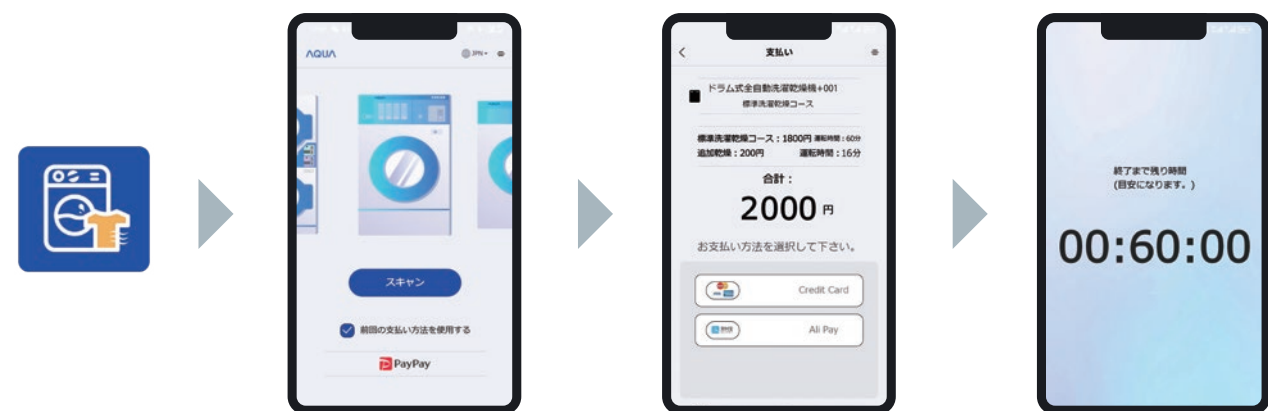 AQUA
JPN
スキャン
前回の支払い方法を使用する
PayPay
支払い
ドラム式全自動洗濯乾燥機+001
標準洗濯乾燥コース
標準洗濯乾燥コース：1800円 運転時間：60分
追加乾燥：200円 運転時間：16分
合計：
2000 円
お支払い方法を選択して下さい。
Credit Card
Ali Pay
終了まで残り時間
(目安になります。)
00:60:00